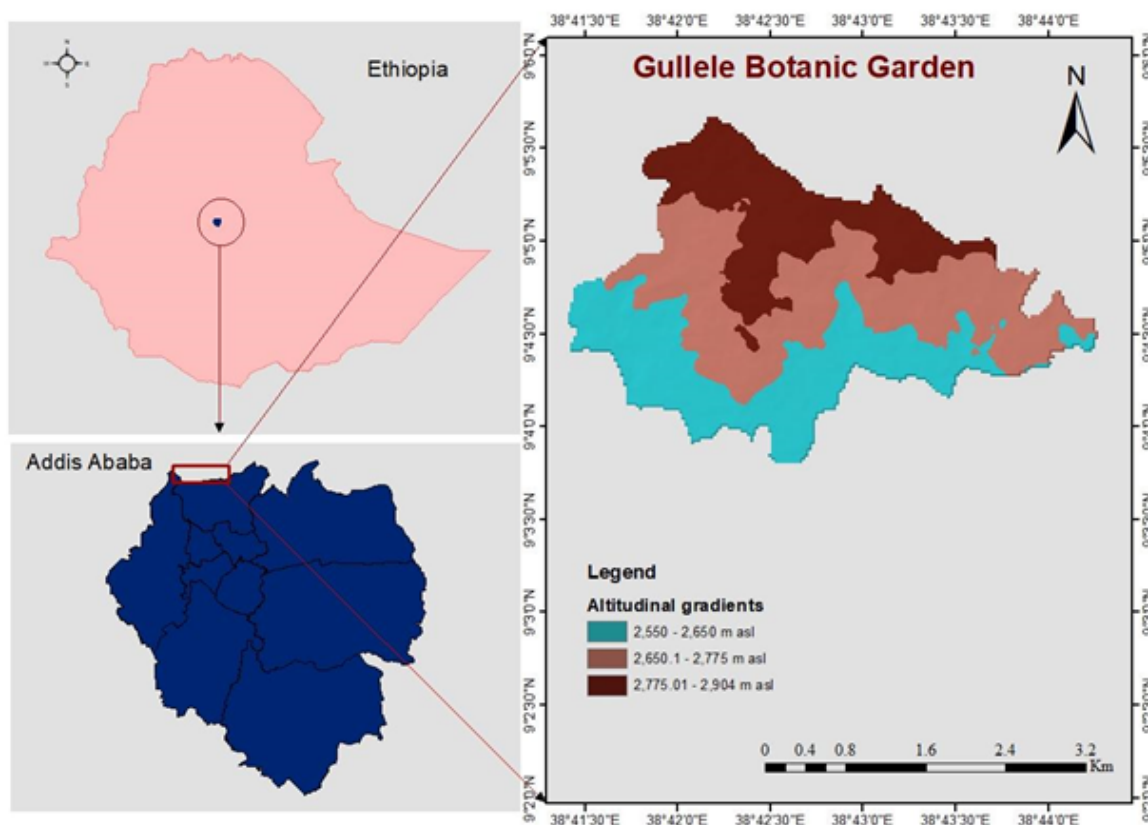 Ethiopia
N
Addis Ababa
38°41'30"E 38°42'0"E 38°42'30"E 38°43'0"E 38°43'30"E 38°44'0"E
Gullele Botanic Garden
N
9°5'30"N
9°5'0"N
9°4'30"N
9°4'0"N
9°3'30"N
9°3'0"N
9°2'30"N
9°2'0"N
Legend
Altitudinal gradients
2,550 - 2,650 m asl
2,650.1 - 2,775 m asl
2,775.01 - 2,904 m asl
0 0.4 0.8 1.6 2.4 3.2
Km
38°41'30"E 38°42'0"E 38°42'30"E 38°43'0"E 38°43'30"E 38°44'0"E